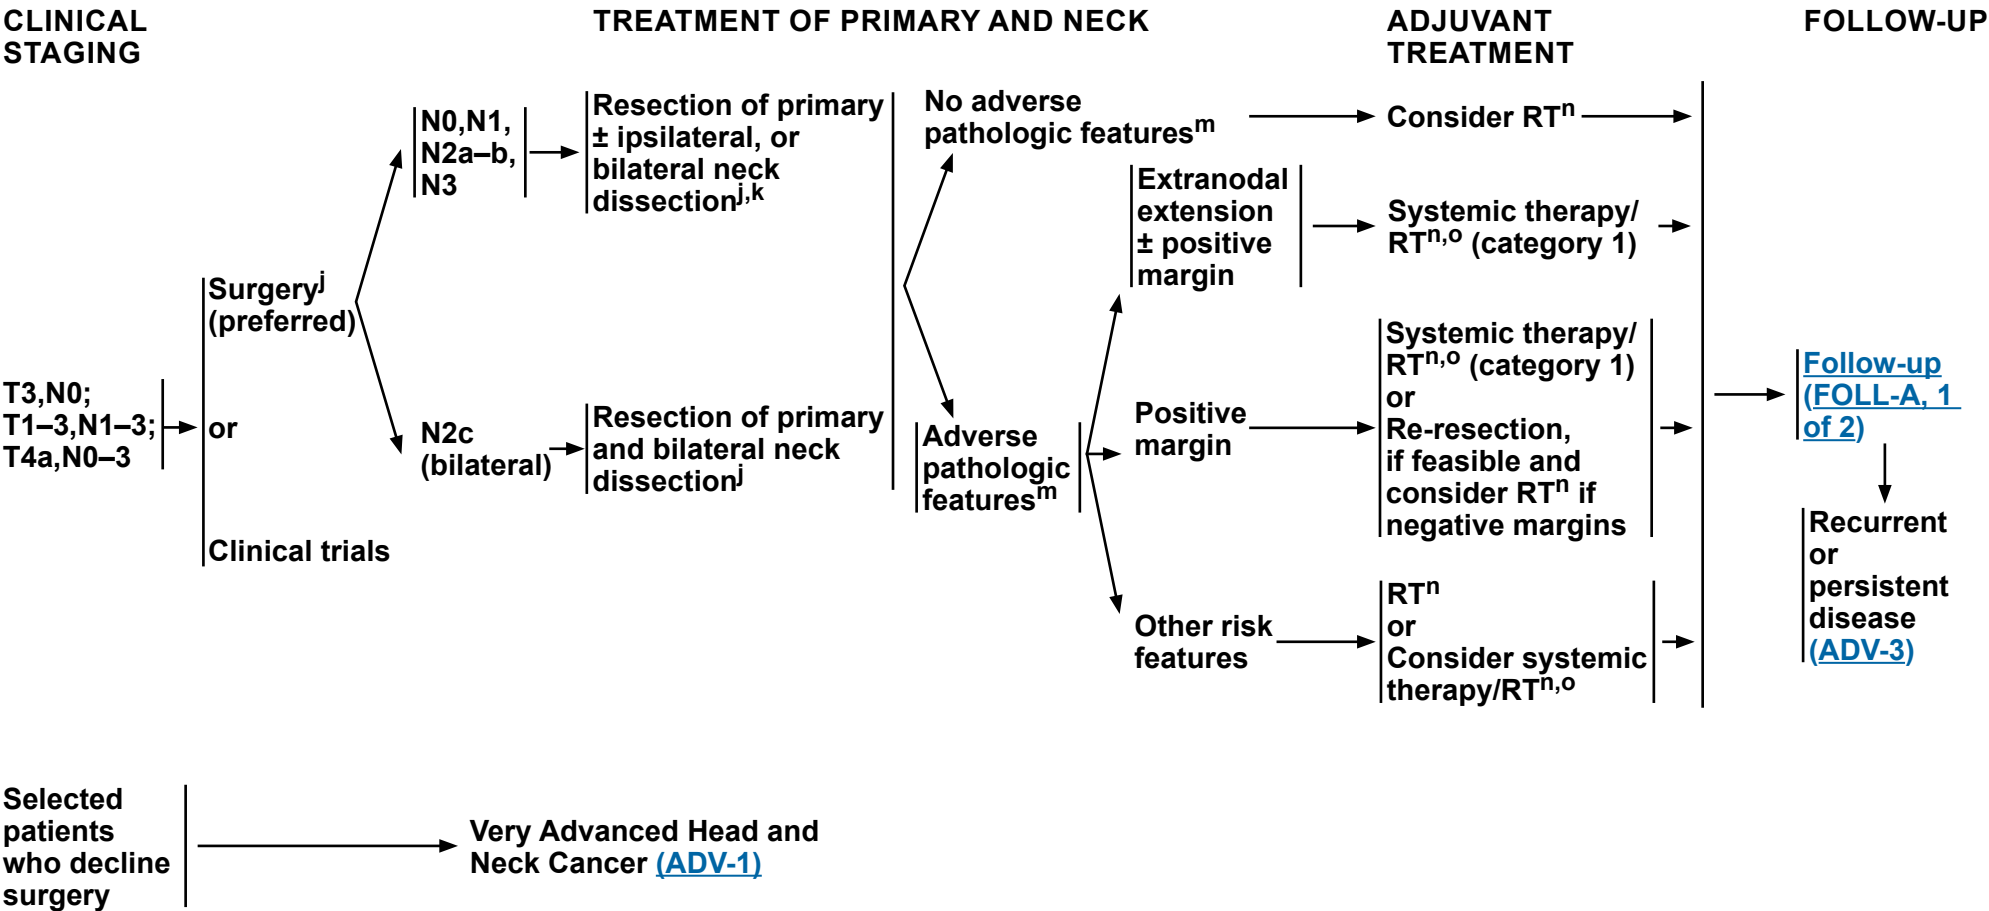 CLINICAL
STAGING
TREATMENT OF PRIMARY AND NECK
ADJUVANT
TREATMENT
FOLLOW-UP
T3,N0;
T1–3,N1–3;
T4a,N0–3
Surgeryj
(preferred)
or
Clinical trials
N0,N1,
N2a–b,
N3
Resection of primary
± ipsilateral, or
bilateral neck
dissectionj,k
N2c
(bilateral)
Resection of primary
and bilateral neck
dissectionj
No adverse
pathologic featuresm
Adverse
pathologic
featuresm
Extranodal
extension
± positive
margin
Positive
margin
Other risk
features
Consider RTn
Systemic therapy/
RTn,o (category 1)
Systemic therapy/
RTn,o (category 1)
or
Re-resection,
if feasible and
consider RTn if
negative margins
RTn
or
Consider systemic
therapy/RTn,o
Follow-up
(FOLL-A, 1
of 2)
Recurrent
or
persistent
disease
(ADV-3)
Selected
patients
who decline
surgery
Very Advanced Head and
Neck Cancer (ADV-1)